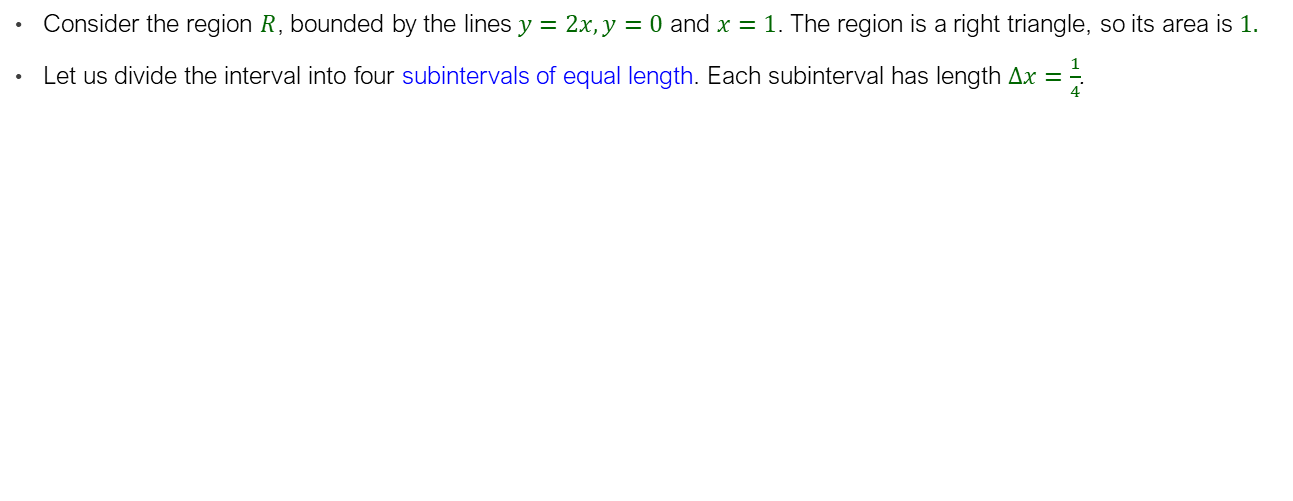 • Consider the region R, bounded by the lines y = 2x, y = 0 and x = 1. The region is a right triangle, so its area is 1.
• Let us divide the interval into four subintervals of equal length. Each subinterval has length Δx = 1/4.